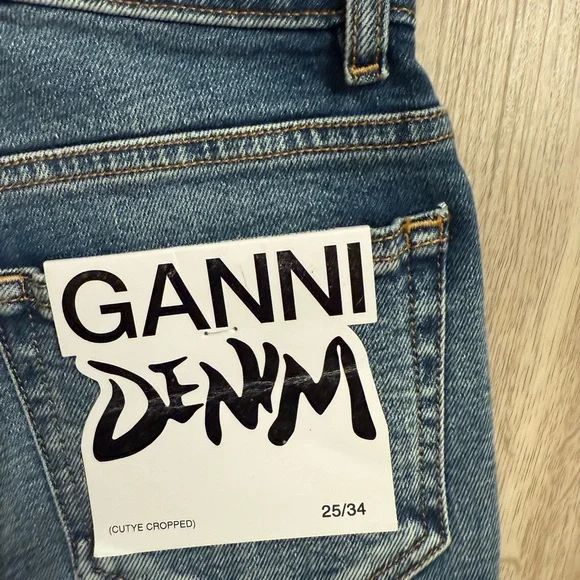 GANNI
DENIM
25/34
(CUTYE CROPPED)